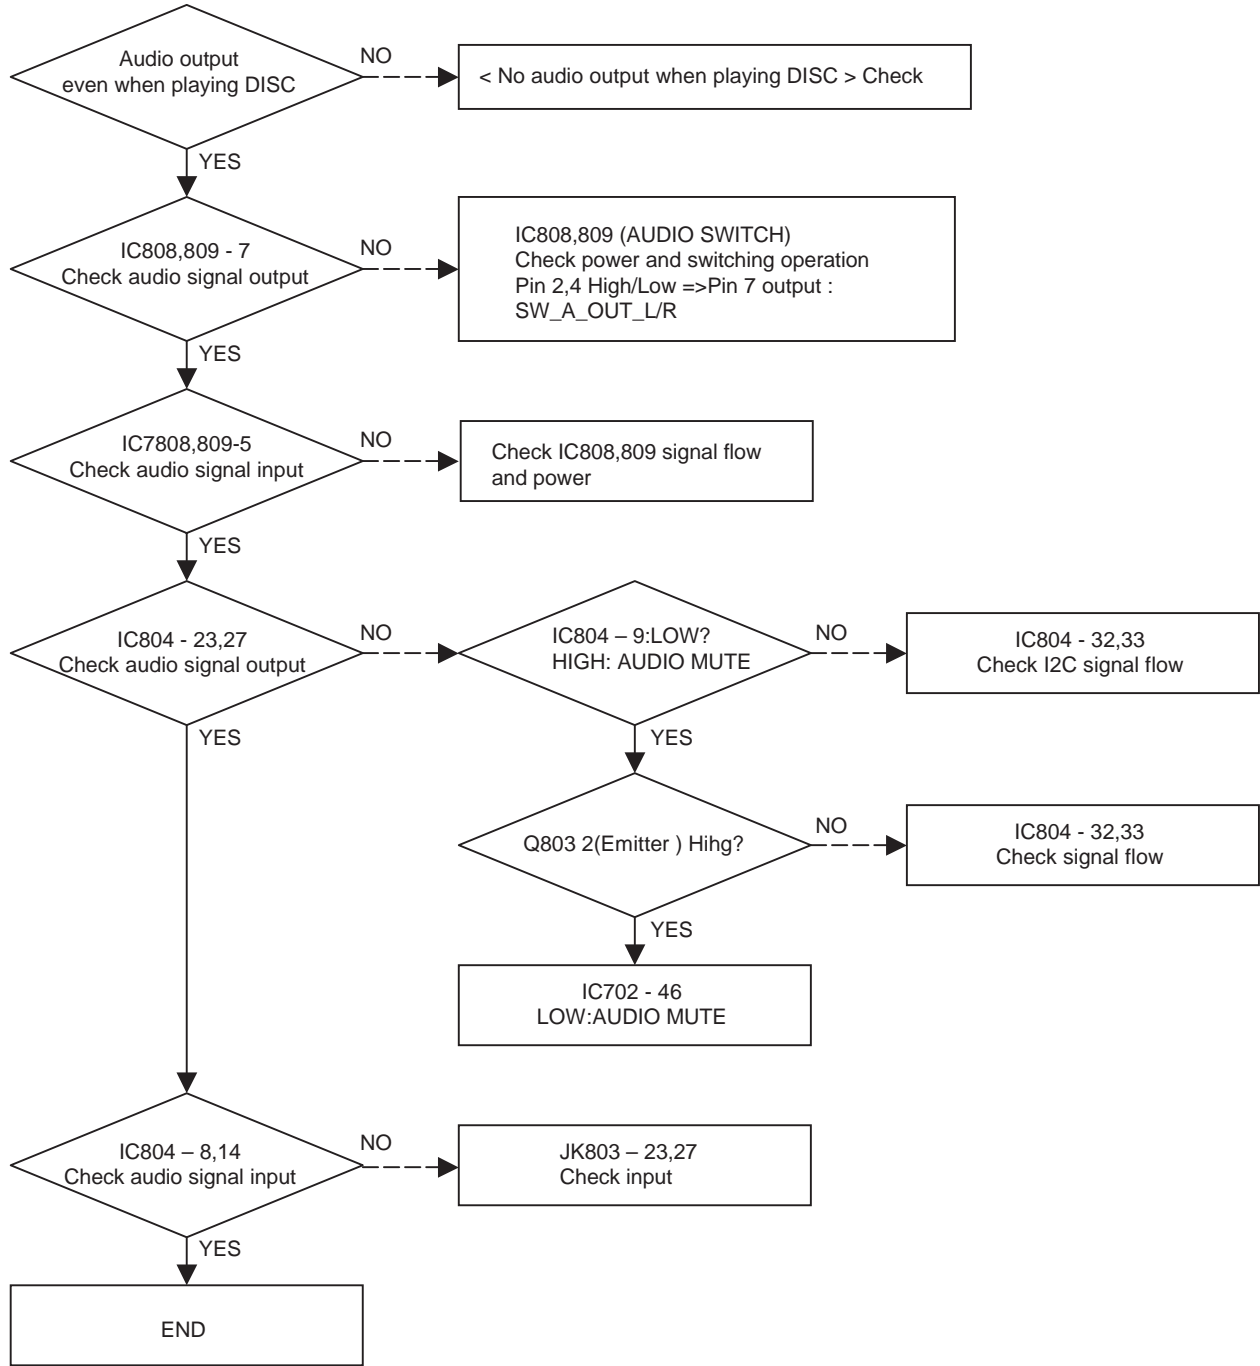 Audio output
even when playing DISC
NO
< No audio output when playing DISC > Check
YES
IC808,809 - 7
Check audio signal output
NO
IC808,809 (AUDIO SWITCH)
Check power and switching operation
Pin 2,4 High/Low =>Pin 7 output :
SW_A_OUT_L/R
YES
IC7808,809-5
Check audio signal input
NO
Check IC808,809 signal flow
and power
YES
IC804 - 23,27
Check audio signal output
NO
IC804 – 9:LOW?
HIGH: AUDIO MUTE
NO
IC804 - 32,33
Check I2C signal flow
YES
YES
Q803 2(Emitter ) Hihg?
NO
IC804 - 32,33
Check signal flow
YES
IC702 - 46
LOW:AUDIO MUTE
IC804 – 8,14
Check audio signal input
NO
JK803 – 23,27
Check input
YES
END